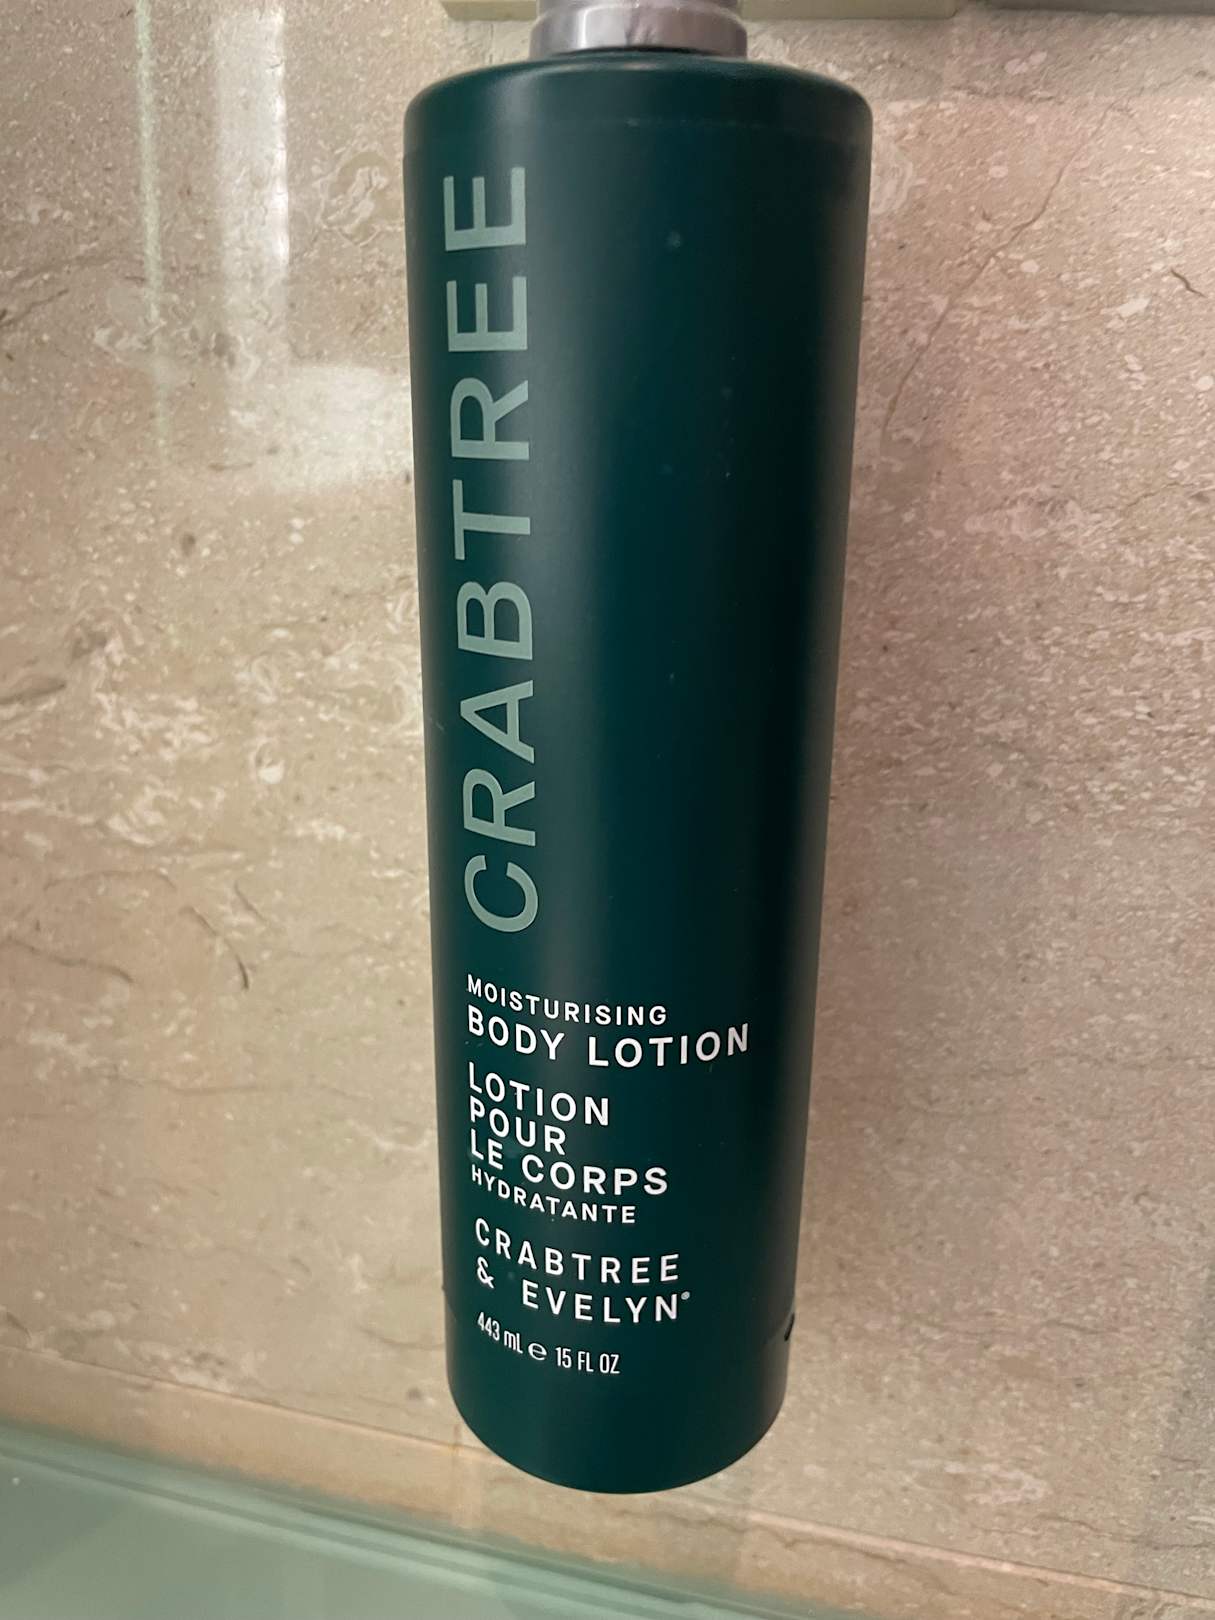 CRABTREE
MOISTURISING
BODY LOTION
LOTION
POUR
LE CORPS
HYDRATANTE
CRABTREE
& EVELYN®
443 mL ℮ 15 FL OZ